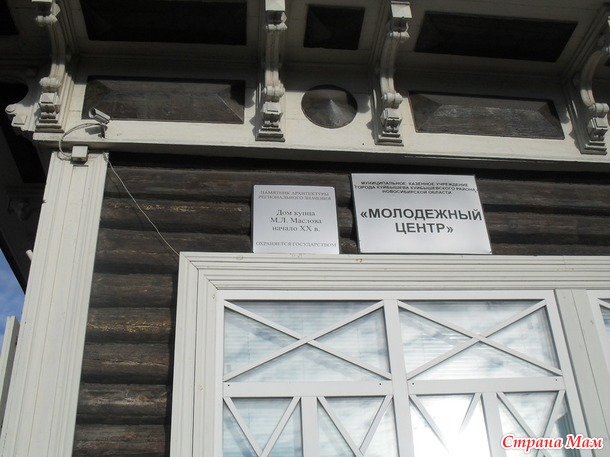 ПАМЯТНИК АРХИТЕКТУРЫ
РЕГИОНАЛЬНОГО ЗНАЧЕНИЯ
Дом купца
М.Л. Маслова
начало XX в.
ОХРАНЯЕТСЯ ГОСУДАРСТВОМ
МУНИЦИПАЛЬНОЕ КАЗЕННОЕ УЧРЕЖДЕНИЕ
ГОРОДА КУЙБЫШЕВА КУЙБЫШЕВСКОГО РАЙОНА
НОВОСИБИРСКОЙ ОБЛАСТИ
«МОЛОДЕЖНЫЙ
ЦЕНТР»
Страна Мам